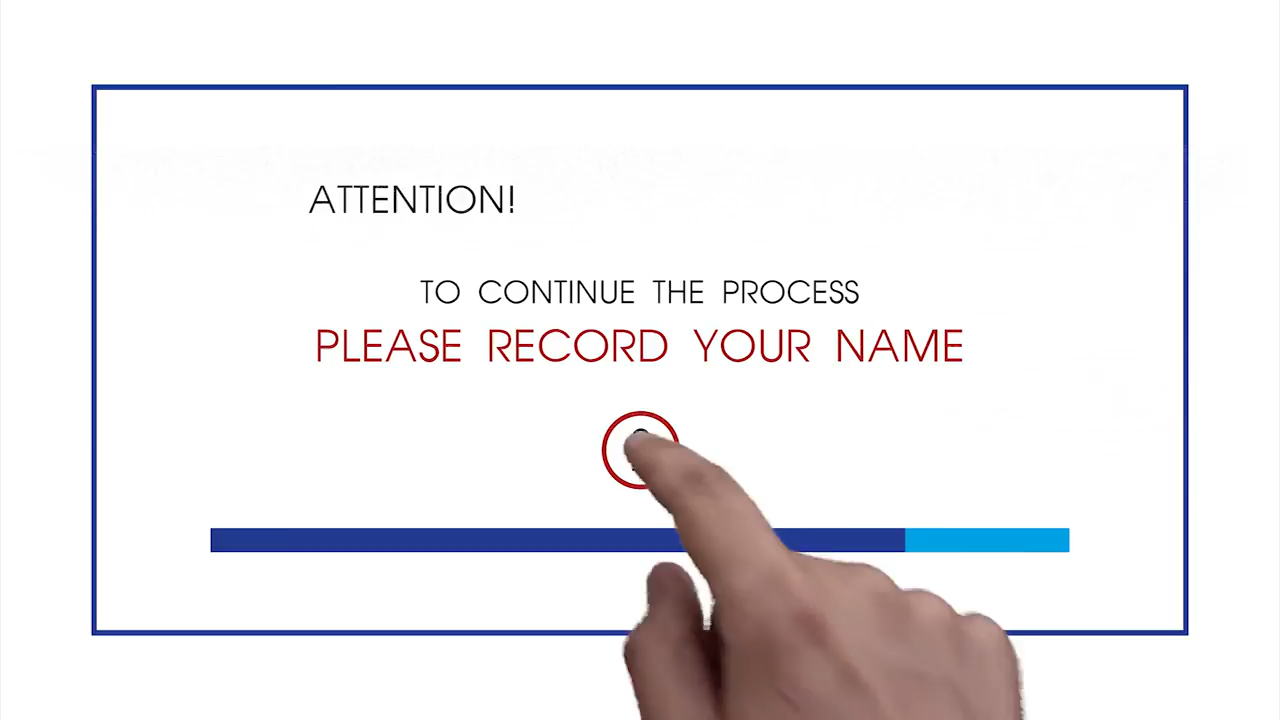 ATTENTION!
TO CONTINUE THE PROCESS
PLEASE RECORD YOUR NAME